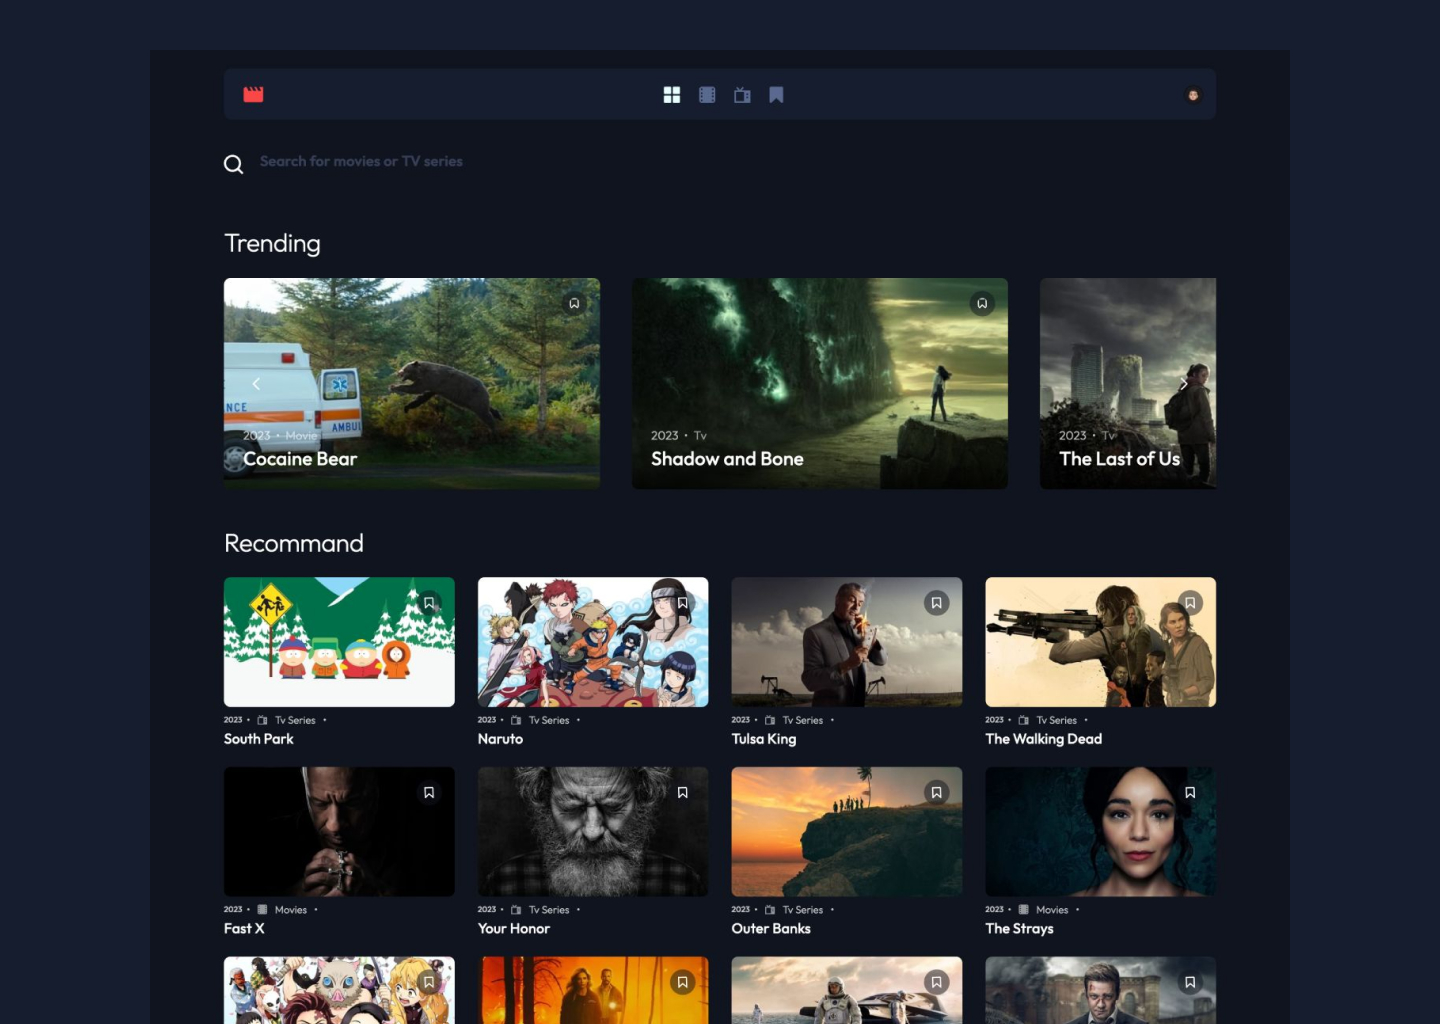 Search for movies or TV series
Trending
NCE
AMBUL
2023 • Movie
Cocaine Bear
2023 • Tv
Shadow and Bone
2023 • Tv
The Last of Us
Recommand
2023 • Tv Series •
South Park
2023 • Tv Series •
Naruto
2023 • Tv Series •
Tulsa King
2023 • Tv Series •
The Walking Dead
2023 • Movies •
Fast X
2023 • Tv Series •
Your Honor
2023 • Tv Series •
Outer Banks
2023 • Movies •
The Strays